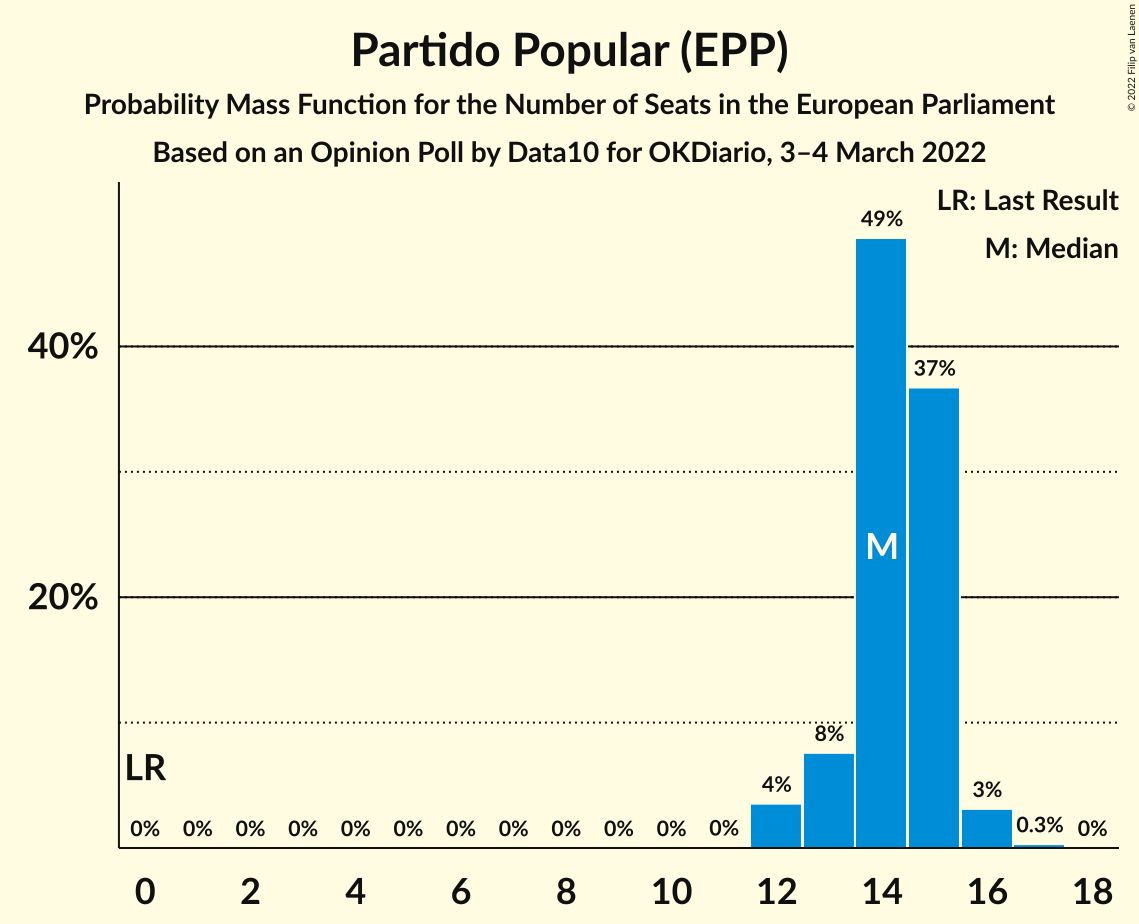 Partido Popular (EPP)
Probability Mass Function for the Number of Seats in the European Parliament
Based on an Opinion Poll by Data10 for OKDiario, 3–4 March 2022
© 2022 Filip van Laenen
LR: Last Result
M: Median
49%
40%
37%
M
20%
8%
LR
4%
3%
0% 0% 0% 0% 0% 0% 0% 0% 0% 0% 0% 0% 0.3% 0%
0 2 4 6 8 10 12 14 16 18